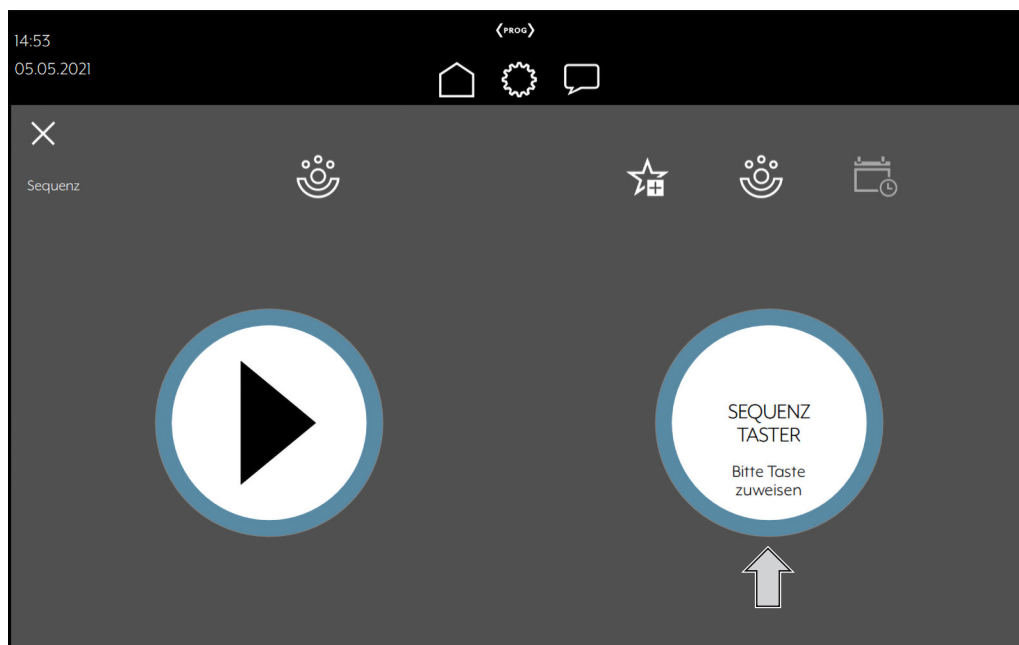 14:53
05.05.2021
‹PROG›
Sequenz
SEQUENZ
TASTER
Bitte Taste
zuweisen